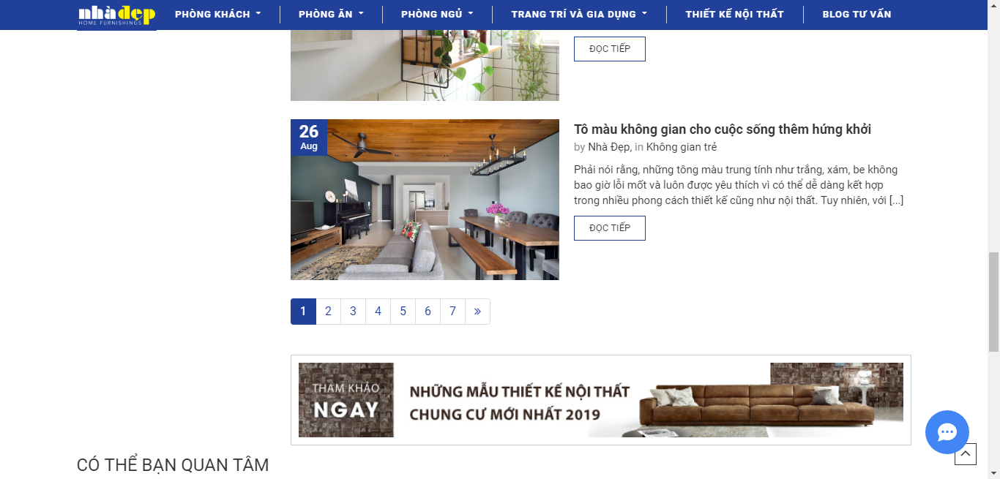 nhàđẹp
HOME FURNISHINGS
PHÒNG KHÁCH
PHÒNG ĂN
PHÒNG NGỦ
TRANG TRÍ VÀ GIA DỤNG
THIẾT KẾ NỘI THẤT
BLOG TƯ VẤN
ĐỌC TIẾP
26
Aug
Tô màu không gian cho cuộc sống thêm hứng khởi
by Nhà Đẹp, in Không gian trẻ
Phải nói rằng, những tông màu trung tính như trắng, xám, be không
bao giờ lỗi mốt và luôn được yêu thích vì có thể dễ dàng kết hợp
trong nhiều phong cách thiết kế cũng như nội thất. Tuy nhiên, với [...]
ĐỌC TIẾP
1 2 3 4 5 6 7 »
THAM KHẢO
NGAY
NHỮNG MẪU THIẾT KẾ NỘI THẤT
CHUNG CƯ MỚI NHẤT 2019
CÓ THỂ BẠN QUAN TÂM